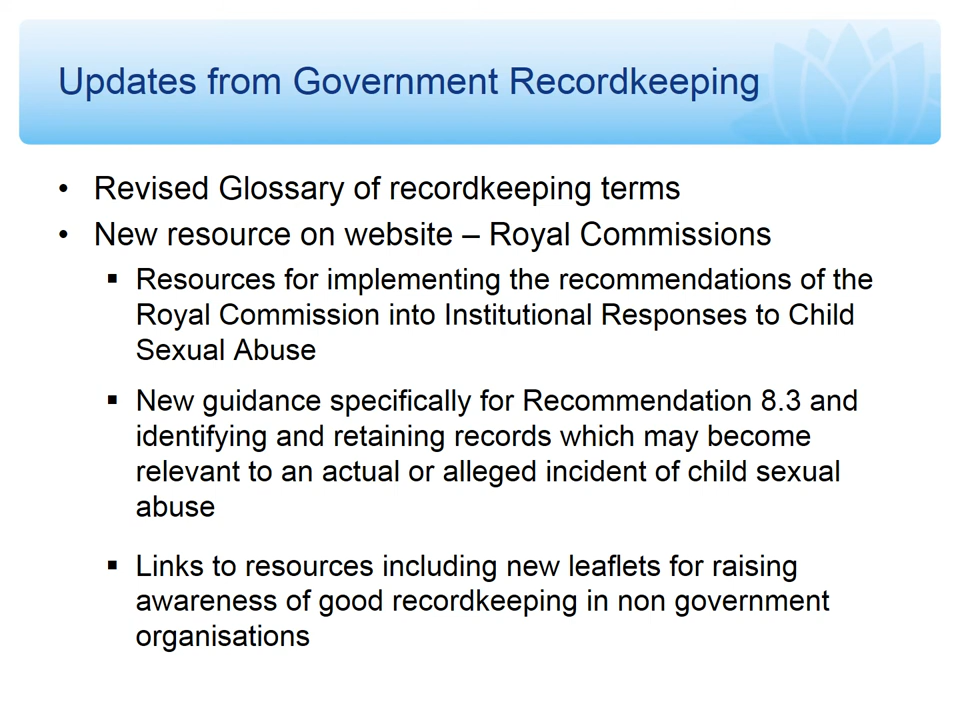 Updates from Government Recordkeeping
• Revised Glossary of recordkeeping terms
• New resource on website – Royal Commissions
▪ Resources for implementing the recommendations of the
Royal Commission into Institutional Responses to Child
Sexual Abuse
▪ New guidance specifically for Recommendation 8.3 and
identifying and retaining records which may become
relevant to an actual or alleged incident of child sexual
abuse
▪ Links to resources including new leaflets for raising
awareness of good recordkeeping in non government
organisations